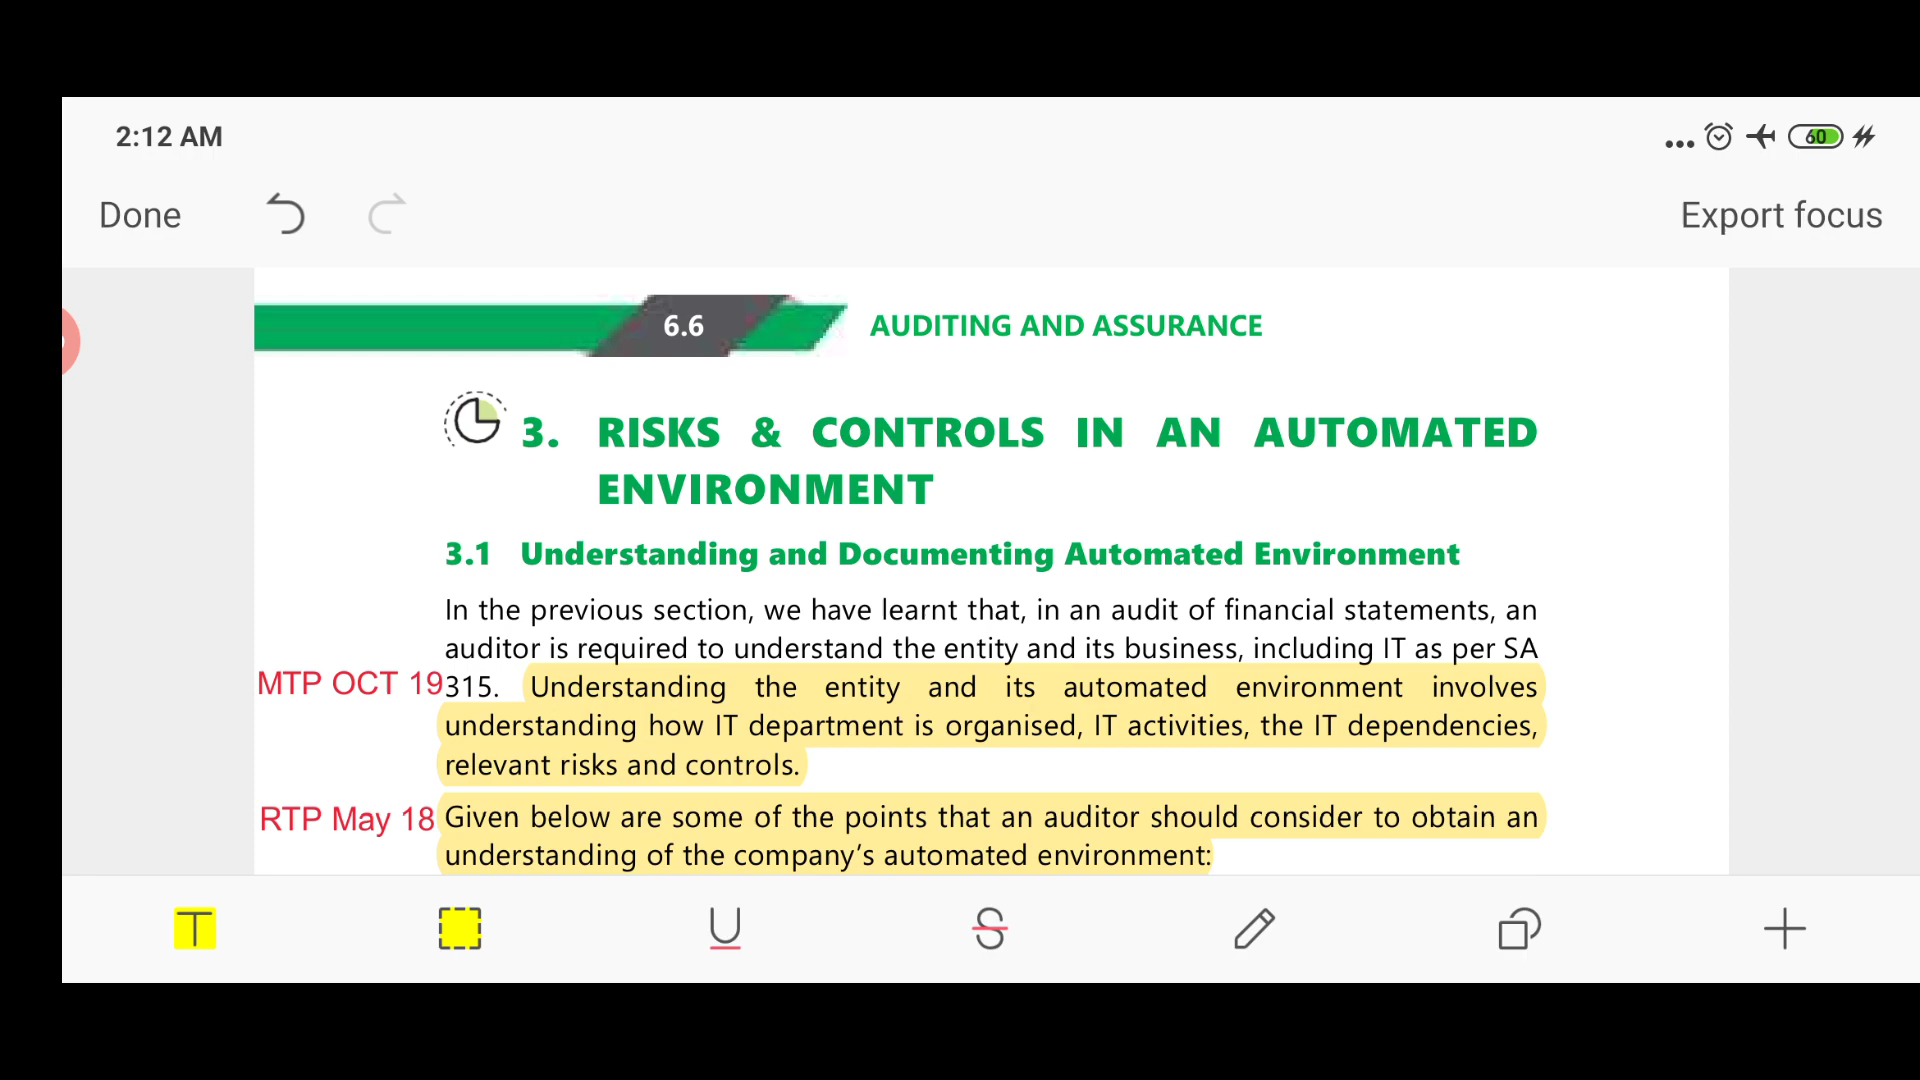 2:12 AM
60
Done
Export focus
6.6 AUDITING AND ASSURANCE
3. RISKS & CONTROLS IN AN AUTOMATED
ENVIRONMENT
3.1 Understanding and Documenting Automated Environment
In the previous section, we have learnt that, in an audit of financial statements, an
auditor is required to understand the entity and its business, including IT as per SA
MTP OCT 19 315. Understanding the entity and its automated environment involves
understanding how IT department is organised, IT activities, the IT dependencies,
relevant risks and controls.
RTP May 18 Given below are some of the points that an auditor should consider to obtain an
understanding of the company's automated environment:
T U S